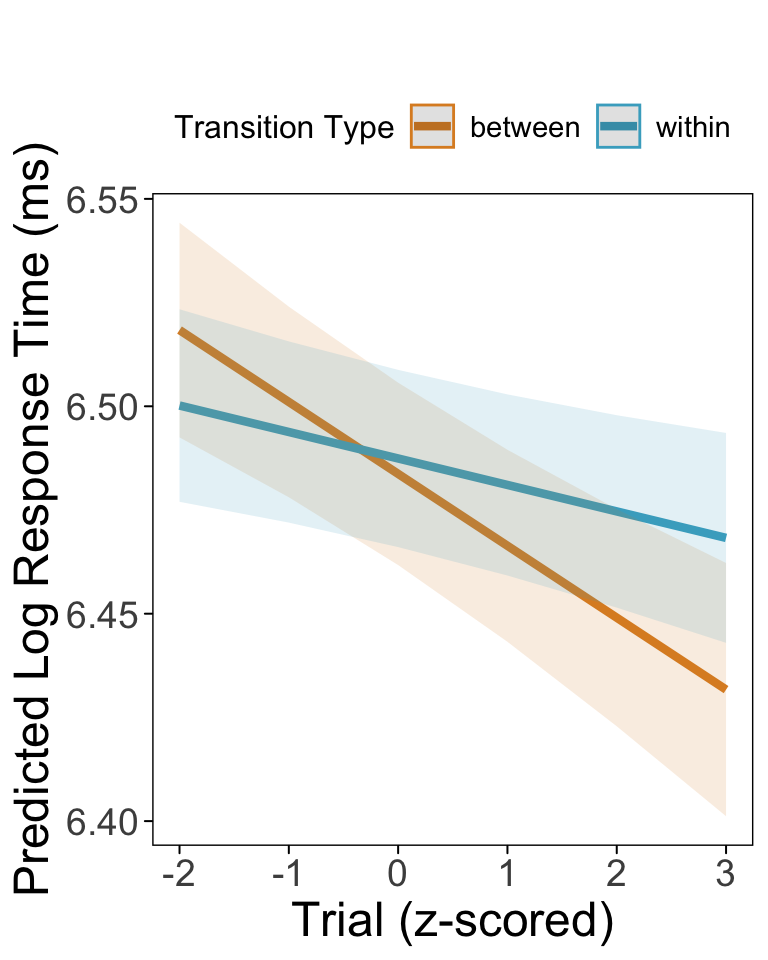 Transition Type between within
Predicted Log Response Time (ms)
6.55
6.50
6.45
6.40
-2 -1 0 1 2 3
Trial (z-scored)